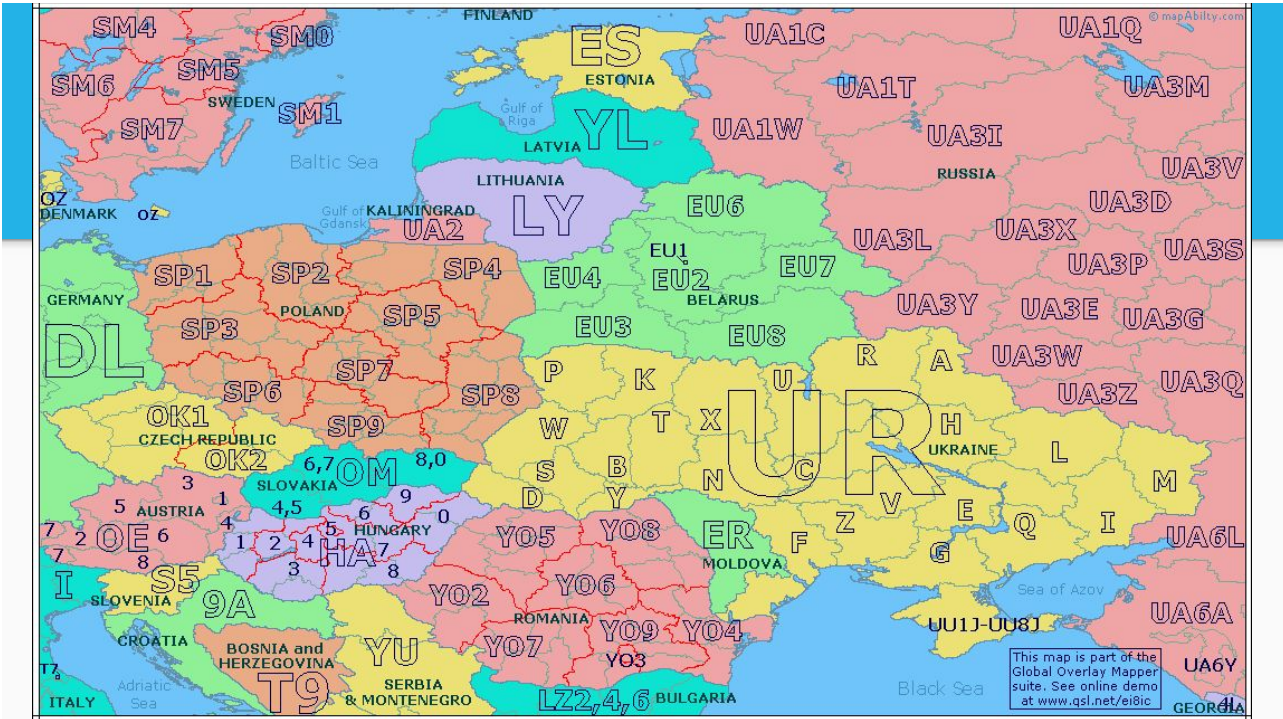 FINLAND
© mapAbilty.com
SM4
SM0
ES
UA1C
UA1Q
SM6
SM5
ESTONIA
UA1T
UA3M
SWEDEN
SM1
Gulf of
Riga
SM7
YL
UA1W
UA3I
LATVIA
Baltic Sea
UA3V
RUSSIA
LITHUANIA
OZ
DENMARK
OZ
Gulf of
Gdansk
KALININGRAD
UA2
LY
EU6
UA3D
UA3L
UA3X
UA3S
EU1
SP1
SP2
SP4
EU4
EU2
EU7
UA3P
GERMANY
BELARUS
POLAND
UA3Y
UA3E
UA3G
SP3
SP5
EU3
EU8
DL
UA3W
R
A
SP7
P
K
U
UA3Q
SP6
SP8
UA3Z
OK1
UR
SP9
W
T
X
H
CZECH REPUBLIC
UKRAINE
OK2
6,7
OM
8,0
L
S
B
N
C
M
SLOVAKIA
3
1
9
D
Y
V
5
AUSTRIA
4,5
6
0
E
4
5
HUNGARY
YO5
YO8
ER
Z
Q
I
7
2
OE
6
1
2
4
HA
7
F
G
UA6L
7
8
3
8
MOLDOVA
I
S5
YO6
Sea of Azov
SLOVENIA
9A
YO2
UA6A
ROMANIA
UU1J-UU8J
CROATIA
YO7
YO9
YO4
BOSNIA and
HERZEGOVINA
YU
YO3
This map is part of the
Global Overlay Mapper
suite. See online demo
at www.qsl.net/ei8ic
UA6Y
T7
Adriatic
Sea
T9
SERBIA
& MONTENEGRO
Black Sea
ITALY
LZ2,4,6
BULGARIA
GEORGIA
4L